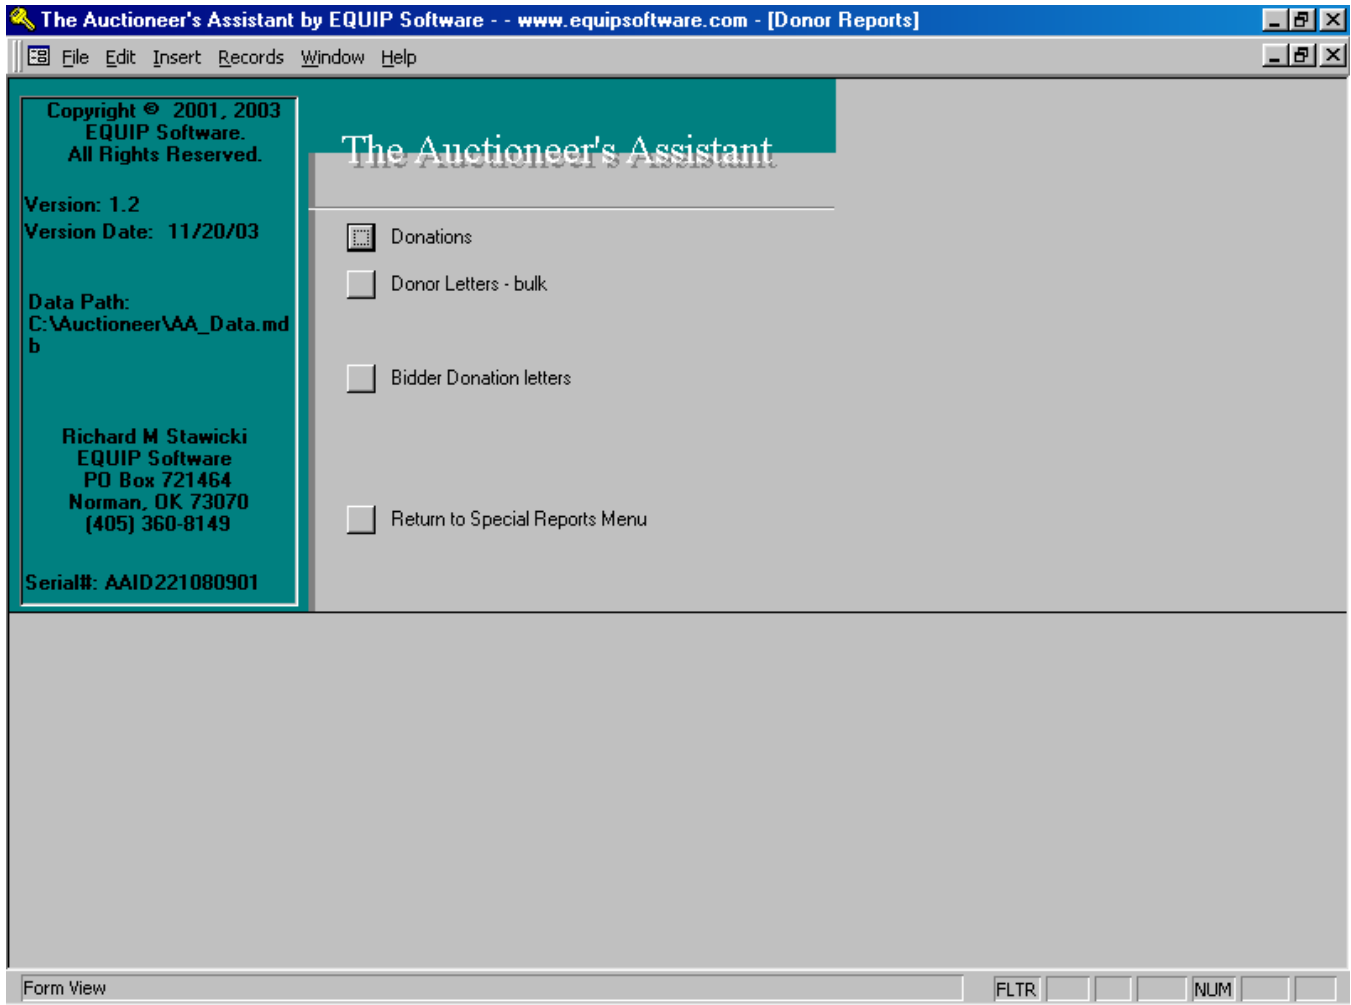 The Auctioneer's Assistant by EQUIP Software - - www.equipsoftware.com - [Donor Reports]
File Edit Insert Records Window Help
Copyright © 2001, 2003
EQUIP Software.
All Rights Reserved.
Version: 1.2
Version Date: 11/20/03
Data Path:
C:\Auctioneer\AA_Data.md
b
Richard M Stawicki
EQUIP Software
PO Box 721464
Norman, OK 73070
(405) 360-8149
Serial#: AAID221080901
The Auctioneer's Assistant
Donations
Donor Letters - bulk
Bidder Donation letters
Return to Special Reports Menu
Form View
FLTR
NUM